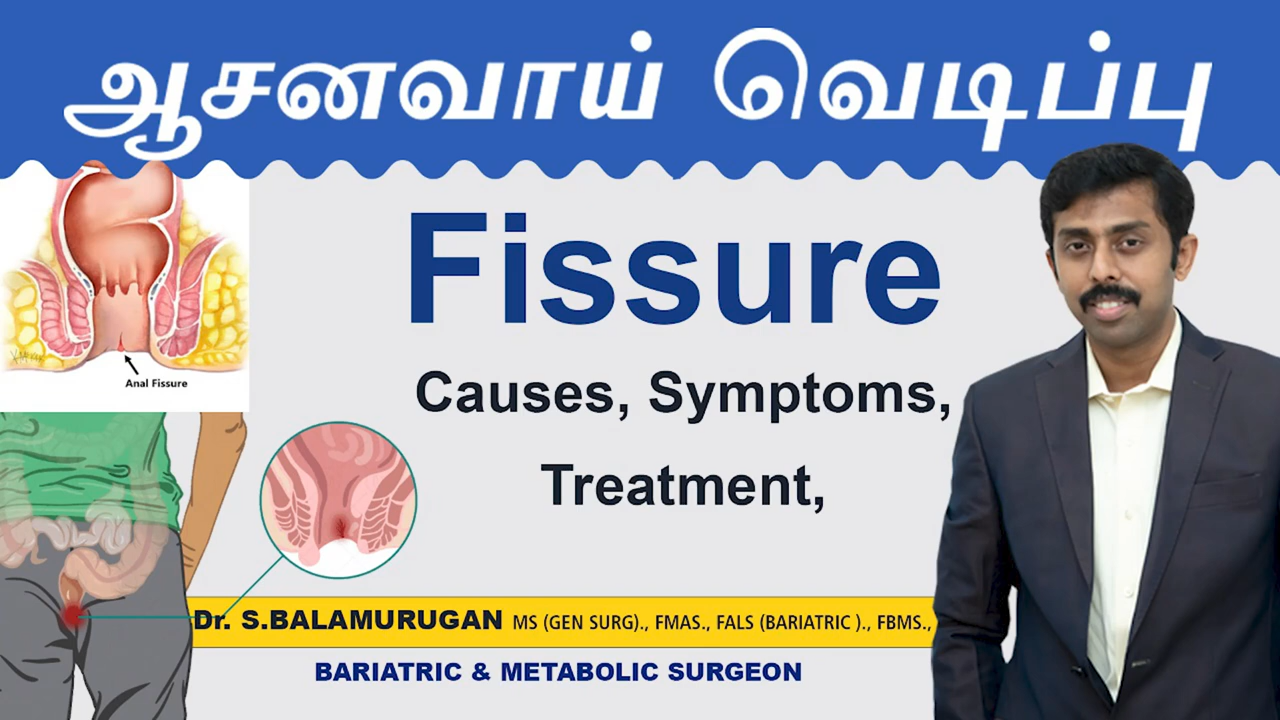 ஆசனவாய் வெடிப்பு
Fissure
Causes, Symptoms,
Treatment,
Anal Fissure
Dr. S.BALAMURUGAN MS (GEN SURG)., FMAS., FALS (BARIATRIC )., FBMS.,
BARIATRIC & METABOLIC SURGEON